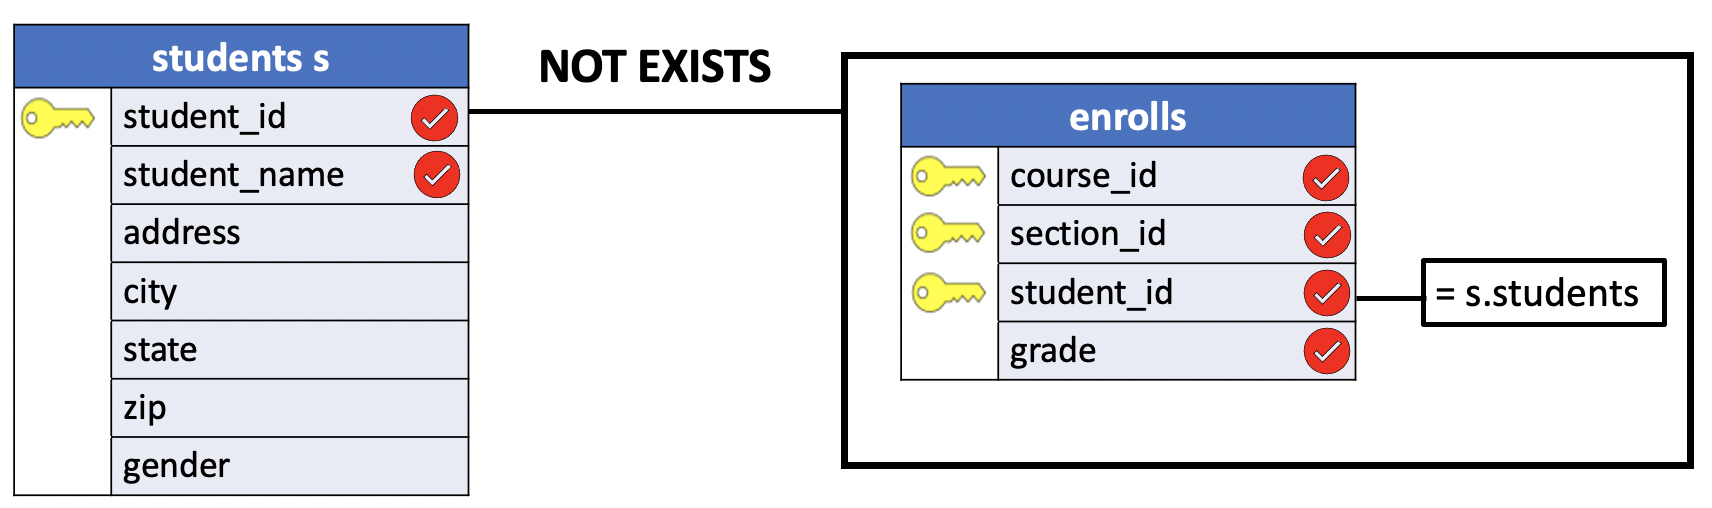 students s
student_id
student_name
address
city
state
zip
gender
NOT EXISTS
enrolls
course_id
section_id
student_id
grade
= s.students